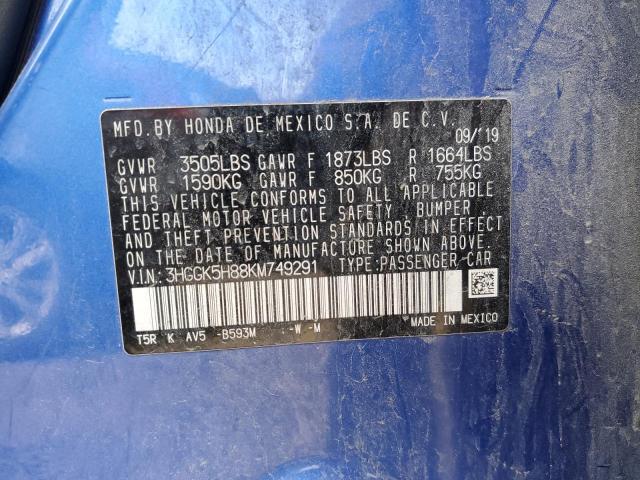 MFD. BY HONDA DE MEXICO S.A. DE C.V.
09/19
GVWR 3505LBS GAWR F 1873LBS R 1664LBS
GVWR 1590KG GAWR F 850KG R 755KG
THIS VEHICLE CONFORMS TO ALL APPLICABLE
FEDERAL MOTOR VEHICLE SAFETY, BUMPER
AND THEFT PREVENTION STANDARDS IN EFFECT
ON THE DATE OF MANUFACTURE SHOWN ABOVE.
V.I.N.: 3HGGK5H88KM749291 TYPE:PASSENGER CAR
T5R K AV5 -B593M -W -M MADE IN MEXICO